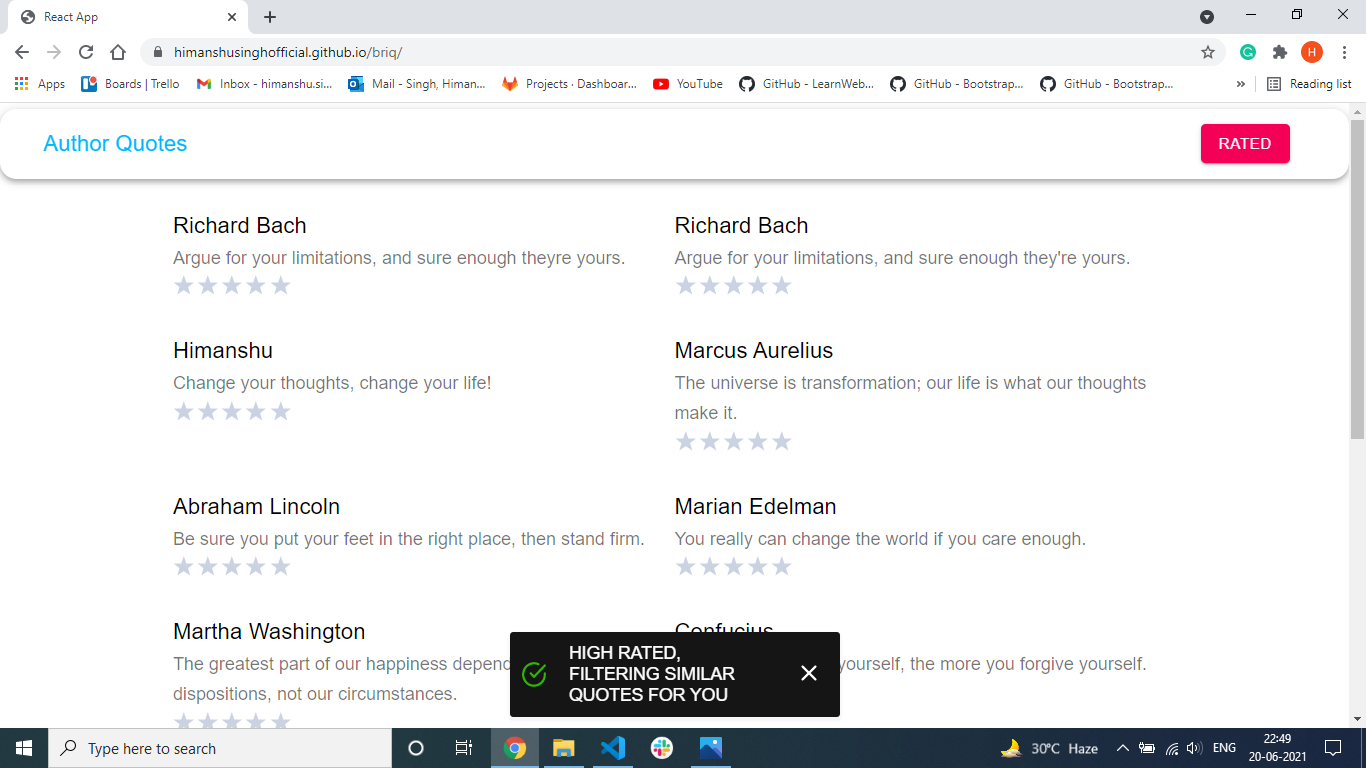 React App
himanshusinghofficial.github.io/briq/
H
Apps
Boards | Trello
Inbox - himanshu.si...
Mail - Singh, Himan...
Projects · Dashboar...
YouTube
GitHub - LearnWeb...
GitHub - Bootstrap...
GitHub - Bootstrap...
»
Reading list
Author Quotes
RATED
Richard Bach
Argue for your limitations, and sure enough theyre yours.
Richard Bach
Argue for your limitations, and sure enough they're yours.
Himanshu
Change your thoughts, change your life!
Marcus Aurelius
The universe is transformation; our life is what our thoughts
make it.
Abraham Lincoln
Be sure you put your feet in the right place, then stand firm.
Marian Edelman
You really can change the world if you care enough.
Martha Washington
The greatest part of our happiness depend
dispositions, not our circumstances.
Confucius
yourself, the more you forgive yourself.
HIGH RATED,
FILTERING SIMILAR
QUOTES FOR YOU
Type here to search
30°C Haze
ENG
22:49
20-06-2021